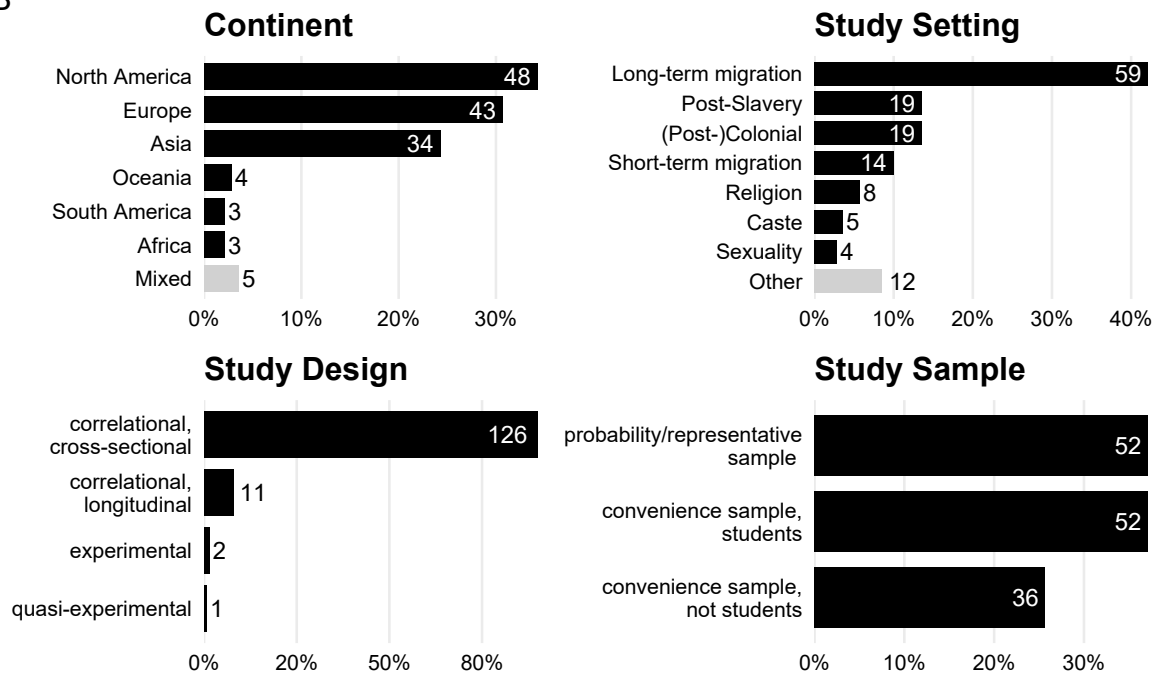 Continent
North America 48
Europe 43
Asia 34
Oceania 4
South America 3
Africa 3
Mixed 5
0% 10% 20% 30%
Study Setting
Long-term migration 59
Post-Slavery 19
(Post-)Colonial 19
Short-term migration 14
Religion 8
Caste 5
Sexuality 4
Other 12
0% 10% 20% 30% 40%
Study Design
correlational,
cross-sectional 126
correlational,
longitudinal 11
experimental 2
quasi-experimental 1
0% 20% 50% 80%
Study Sample
probability/representative
sample 52
convenience sample,
students 52
convenience sample,
not students 36
0% 10% 20% 30%